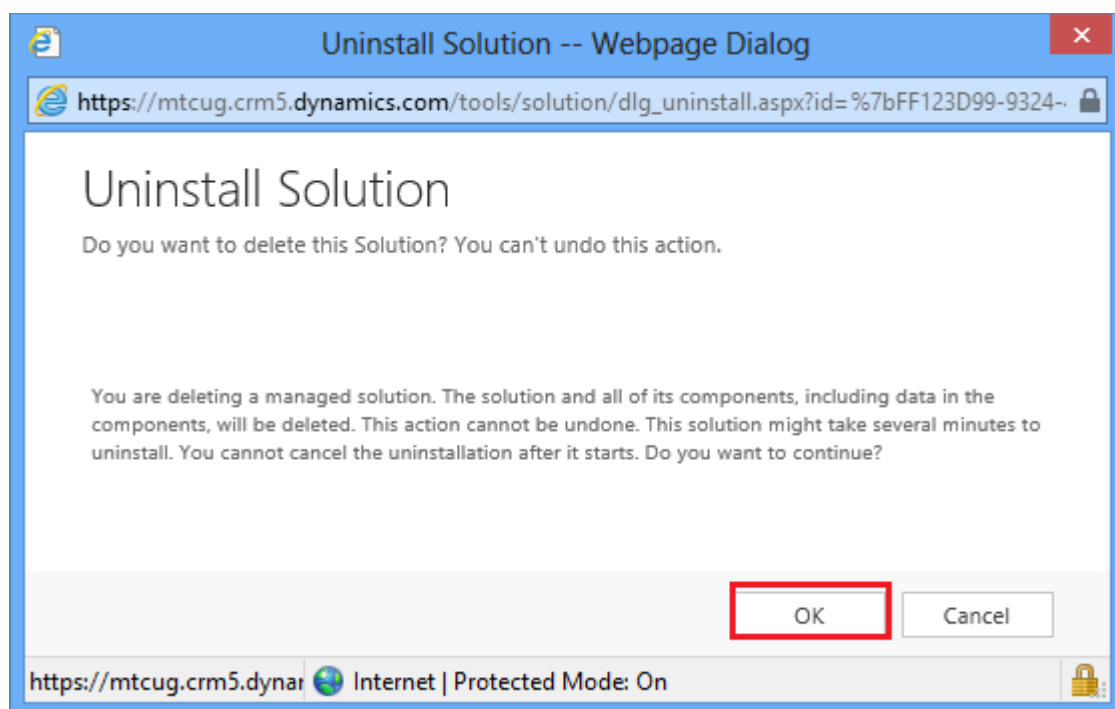 Uninstall Solution -- Webpage Dialog
https://mtcug.crm5.dynamics.com/tools/solution/dlg_uninstall.aspx?id=%7bFF123D99-9324-
Uninstall Solution
Do you want to delete this Solution? You can't undo this action.
You are deleting a managed solution. The solution and all of its components, including data in the
components, will be deleted. This action cannot be undone. This solution might take several minutes to
uninstall. You cannot cancel the uninstallation after it starts. Do you want to continue?
OK Cancel
https://mtcug.crm5.dynar Internet | Protected Mode: On